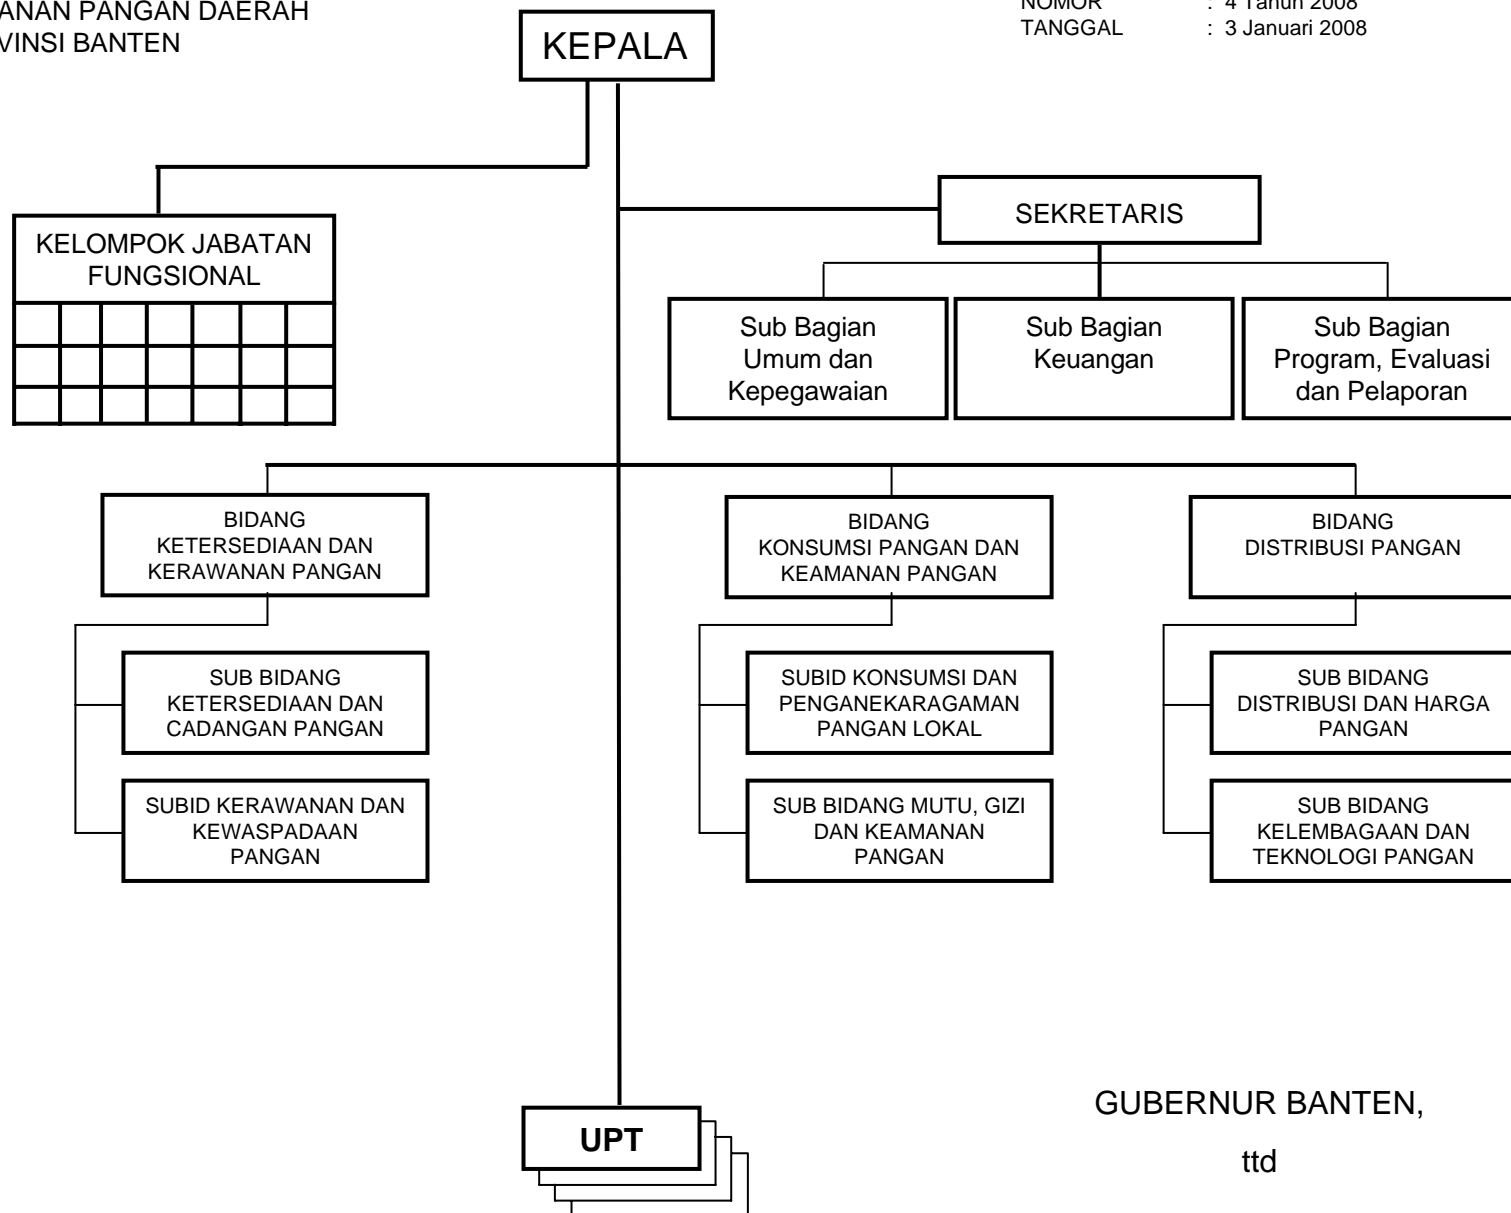 PANGAN DAERAH
BANTEN
NOMOR : 4 Tahun 2008
TANGGAL : 3 Januari 2008
KEPALA
SEKRETARIS
KELOMPOK JABATAN
FUNGSIONAL
Sub Bagian
Umum dan
Kepegawaian
Sub Bagian
Keuangan
Sub Bagian
Program, Evaluasi
dan Pelaporan
BIDANG
KETERSEDIAAN DAN
KERAWANAN PANGAN
BIDANG
KONSUMSI PANGAN DAN
KEAMANAN PANGAN
BIDANG
DISTRIBUSI PANGAN
SUB BIDANG
KETERSEDIAAN DAN
CADANGAN PANGAN
SUBID KONSUMSI DAN
PENGANEKARAGAMAN
PANGAN LOKAL
SUB BIDANG
DISTRIBUSI DAN HARGA
PANGAN
SUBID KERAWANAN DAN
KEWASPADAAN
PANGAN
SUB BIDANG MUTU, GIZI
DAN KEAMANAN
PANGAN
SUB BIDANG
KELEMBAGAAN DAN
TEKNOLOGI PANGAN
UPT
GUBERNUR BANTEN,
ttd